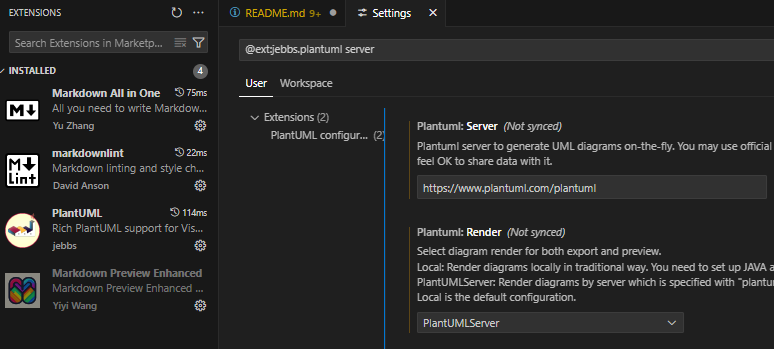 EXTENSIONS
README.md 9+
Settings
Search Extensions in Marketp...
@ext:jebbs.plantuml server
INSTALLED 4
User Workspace
Markdown All in One 75ms
All you need to write Markdow...
Yu Zhang
markdownlint 22ms
Markdown linting and style ch...
David Anson
PlantUML 114ms
Rich PlantUML support for Vis...
jebbs
Markdown Preview Enhanced
Markdown Preview Enhanced ...
Yiyi Wang
Extensions (2)
PlantUML configur... (2)
Plantuml: Server (Not synced)
Plantuml server to generate UML diagrams on-the-fly. You may use official
feel OK to share data with it.
https://www.plantuml.com/plantuml
Plantuml: Render (Not synced)
Select diagram render for both export and preview.
Local: Render diagrams locally in traditional way. You need to set up JAVA a
PlantUMLServer: Render diagrams by server which is specified with "plantu
Local is the default configuration.
PlantUMLServer